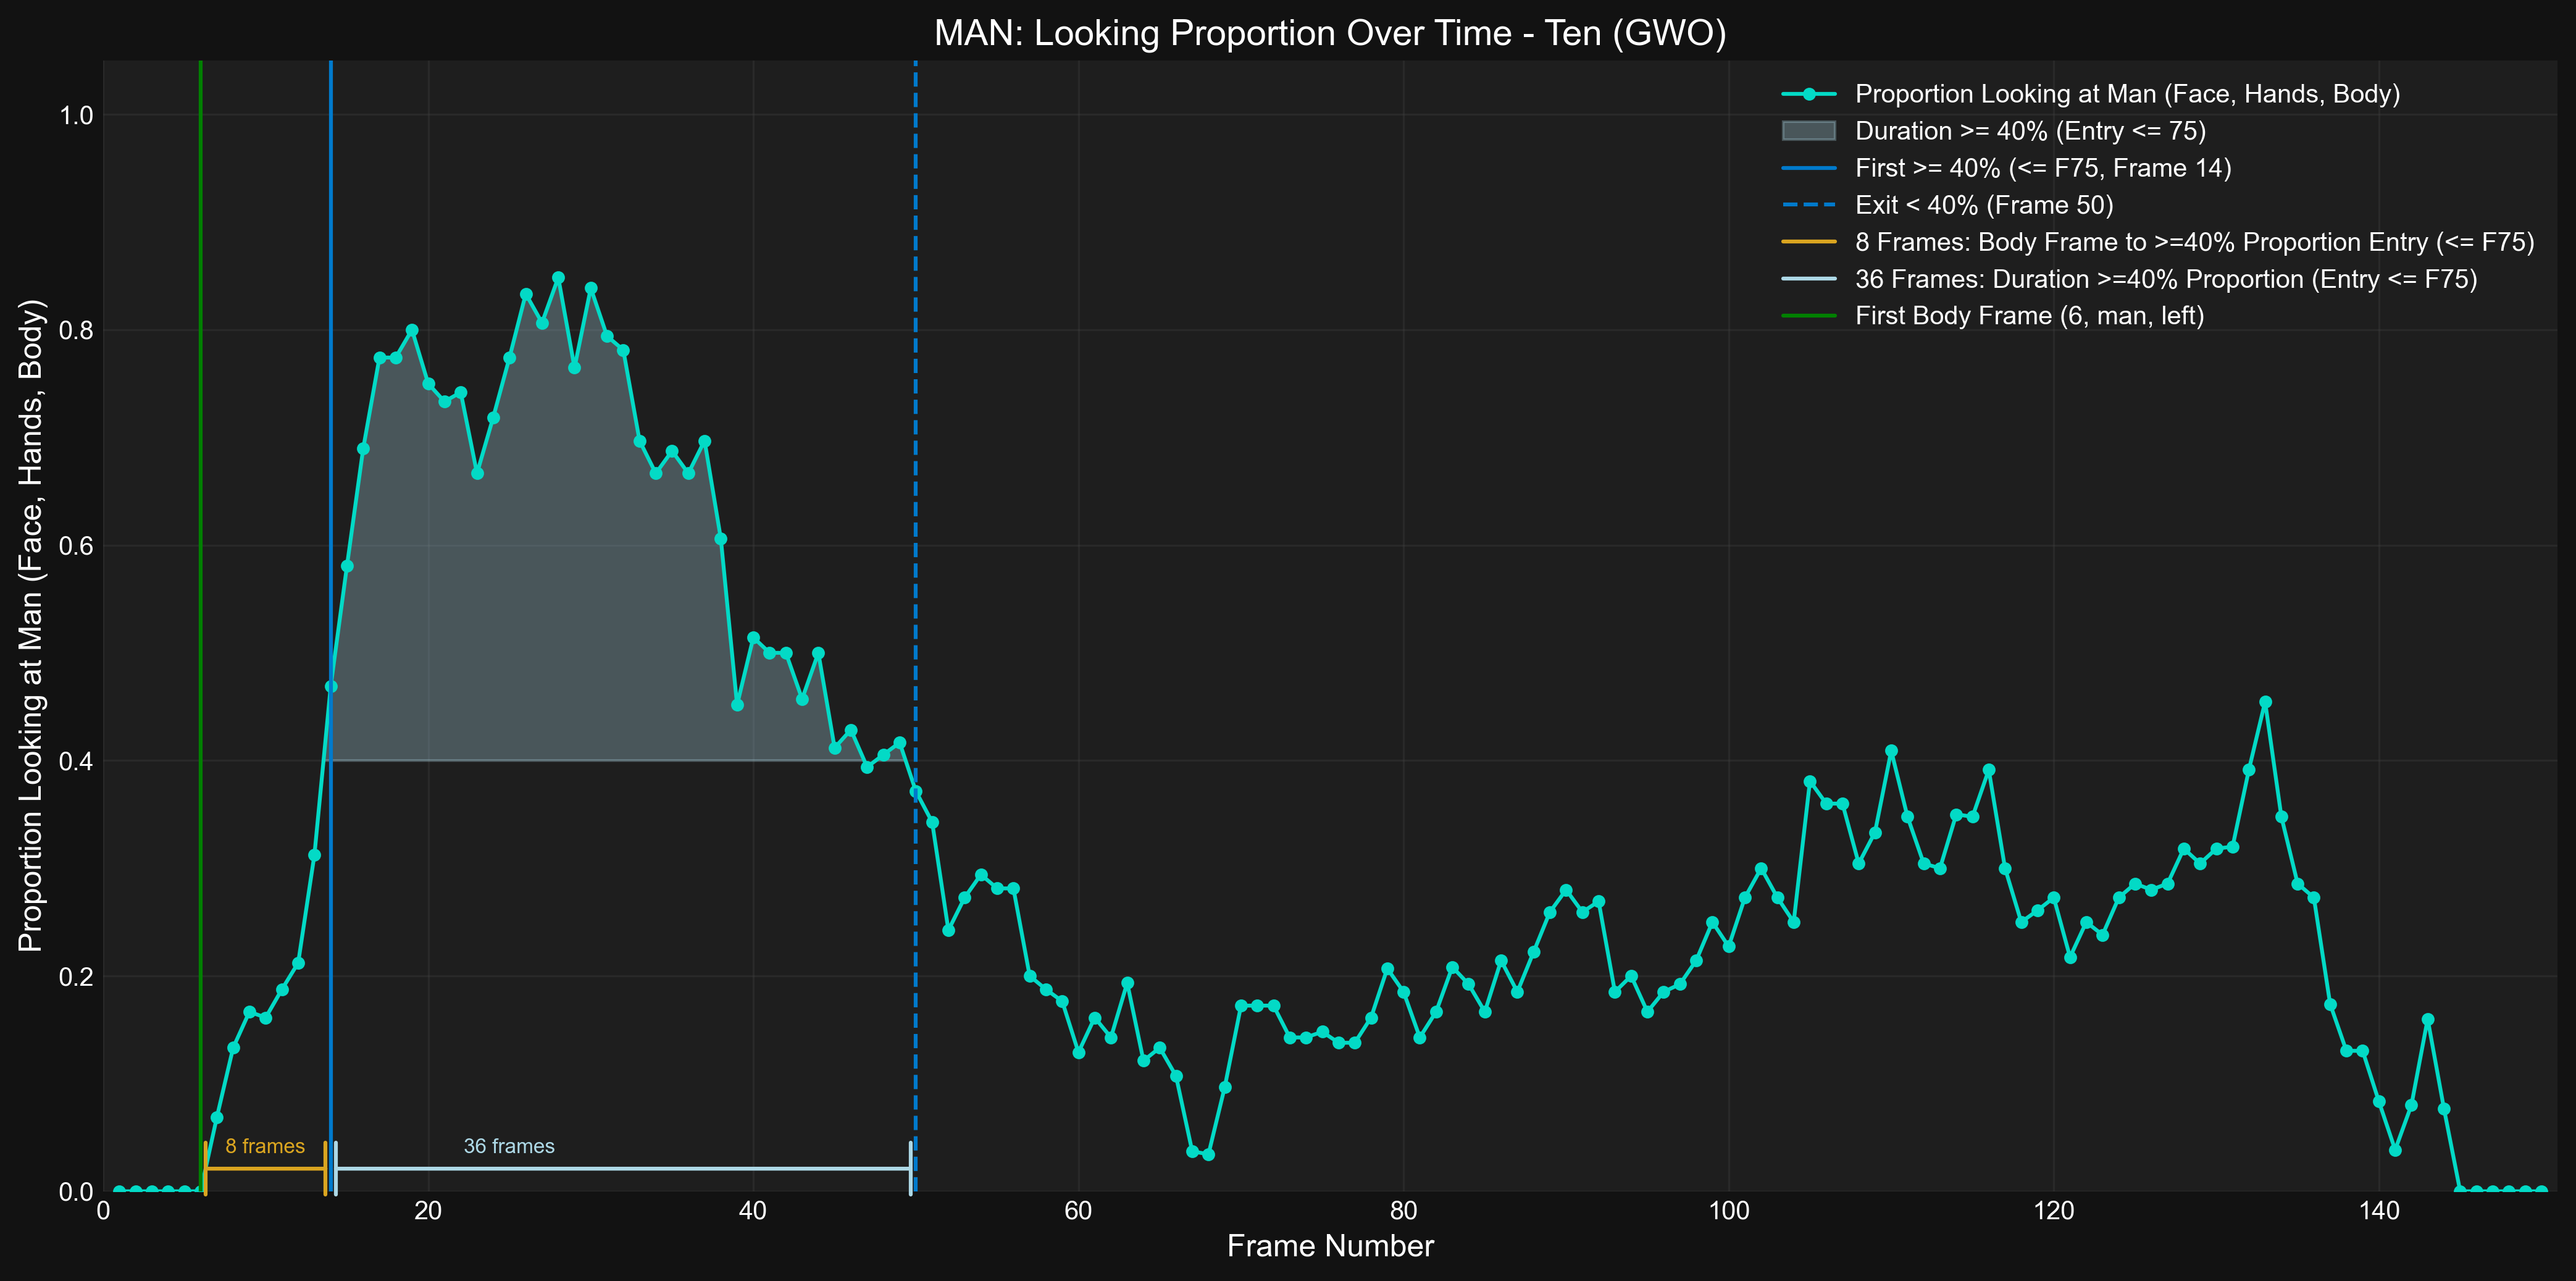 MAN: Looking Proportion Over Time - Ten (GWO)
Proportion Looking at Man (Face, Hands, Body)
Duration >= 40% (Entry <= 75)
First >= 40% (<= F75, Frame 14)
Exit < 40% (Frame 50)
8 Frames: Body Frame to >=40% Proportion Entry (<= F75)
36 Frames: Duration >=40% Proportion (Entry <= F75)
First Body Frame (6, man, left)
Proportion Looking at Man (Face, Hands, Body)
1.0
0.8
0.6
0.4
0.2
0.0
8 frames
36 frames
0 20 40 60 80 100 120 140
Frame Number